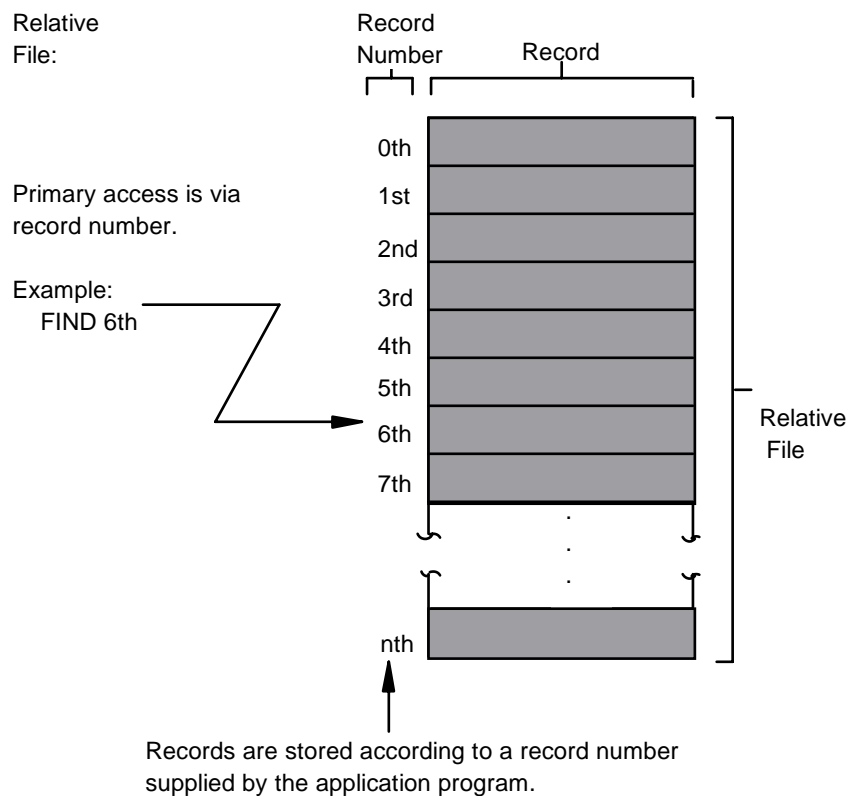 Relative
File:
Record
Number
Record
0th
1st
2nd
3rd
4th
5th
6th
7th
.
.
.
nth
Primary access is via
record number.
Example:
FIND 6th
Relative
File
Records are stored according to a record number
supplied by the application program.